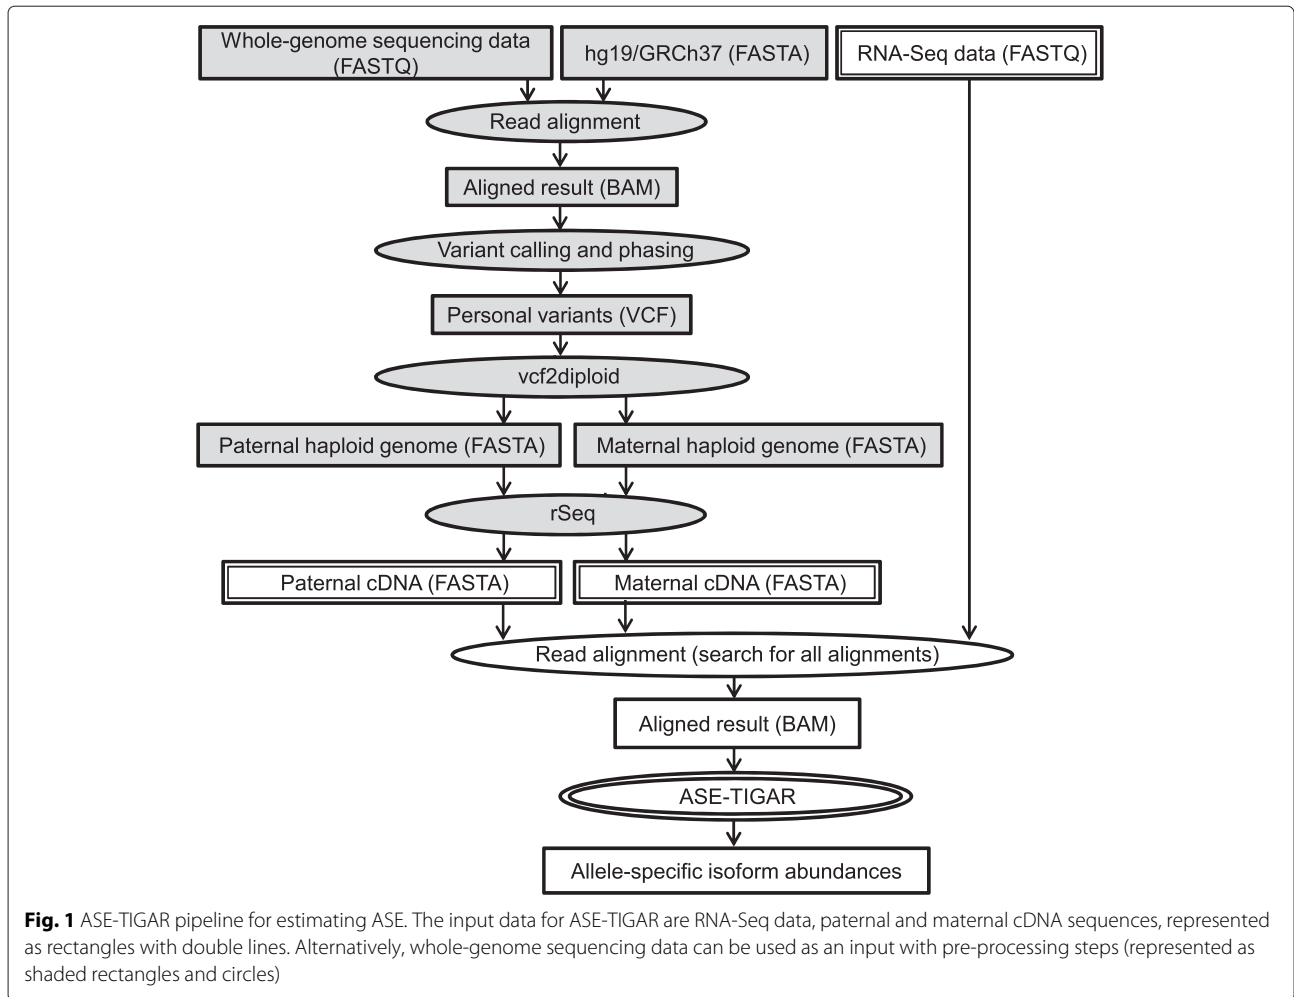 Whole-genome sequencing data
(FASTQ)
hg19/GRCh37 (FASTA)
RNA-Seq data (FASTQ)
Read alignment
Aligned result (BAM)
Variant calling and phasing
Personal variants (VCF)
vcf2diploid
Paternal haploid genome (FASTA)
Maternal haploid genome (FASTA)
rSeq
Paternal cDNA (FASTA)
Maternal cDNA (FASTA)
Read alignment (search for all alignments)
Aligned result (BAM)
ASE-TIGAR
Allele-specific isoform abundances
Fig. 1 ASE-TIGAR pipeline for estimating ASE. The input data for ASE-TIGAR are RNA-Seq data, paternal and maternal cDNA sequences, represented
as rectangles with double lines. Alternatively, whole-genome sequencing data can be used as an input with pre-processing steps (represented as
shaded rectangles and circles)